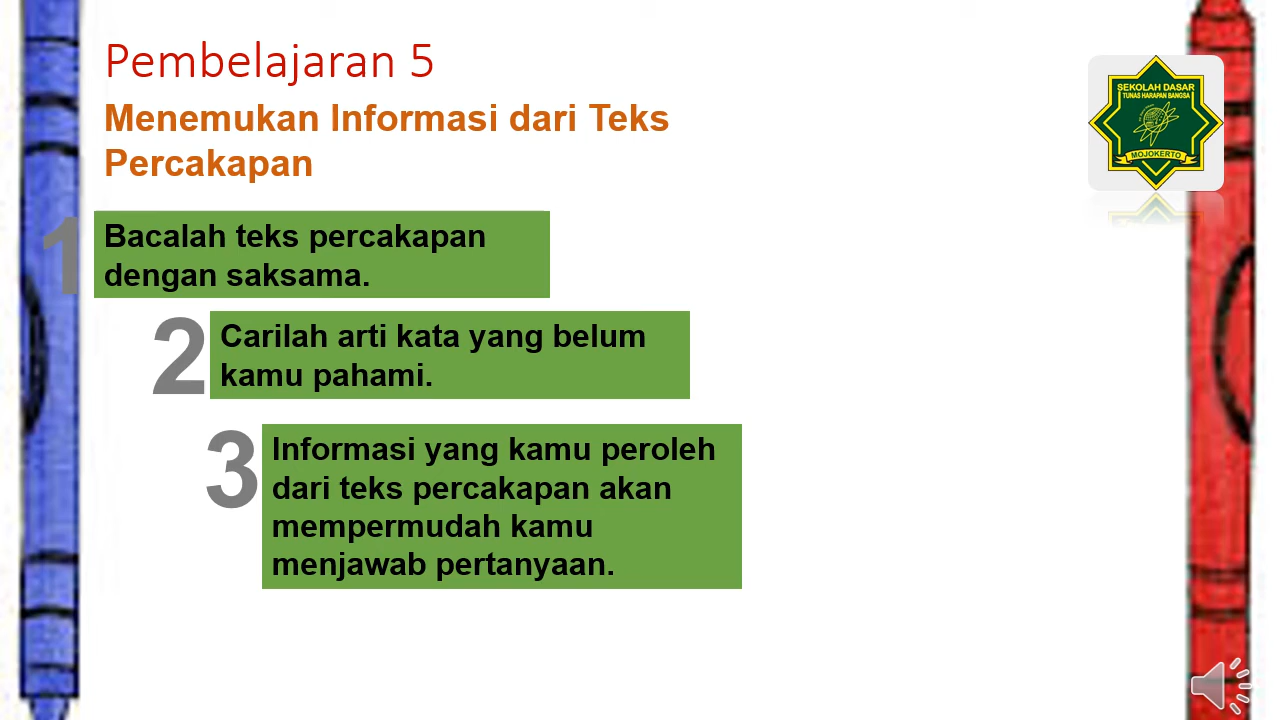 Pembelajaran 5
Menemukan Informasi dari Teks
Percakapan
SEKOLAH DASAR
TUNAS HARAPAN BANGSA
MOJOKERTO
1
Bacalah teks percakapan
dengan saksama.
2
Carilah arti kata yang belum
kamu pahami.
3
Informasi yang kamu peroleh
dari teks percakapan akan
mempermudah kamu
menjawab pertanyaan.